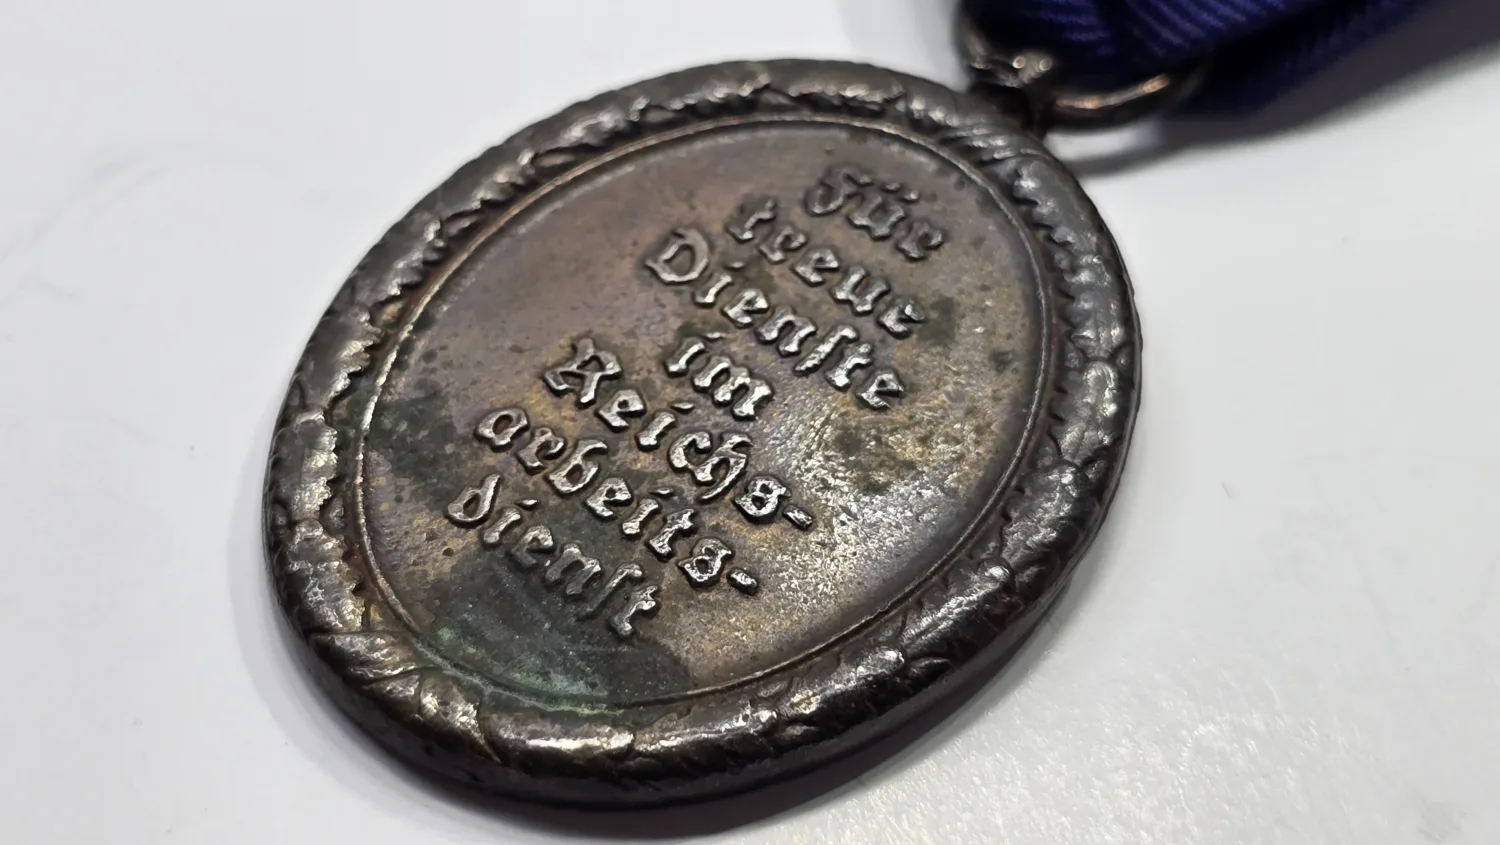 Für
treue
Dienſte
im
Reichs-
arbeits-
dienſt